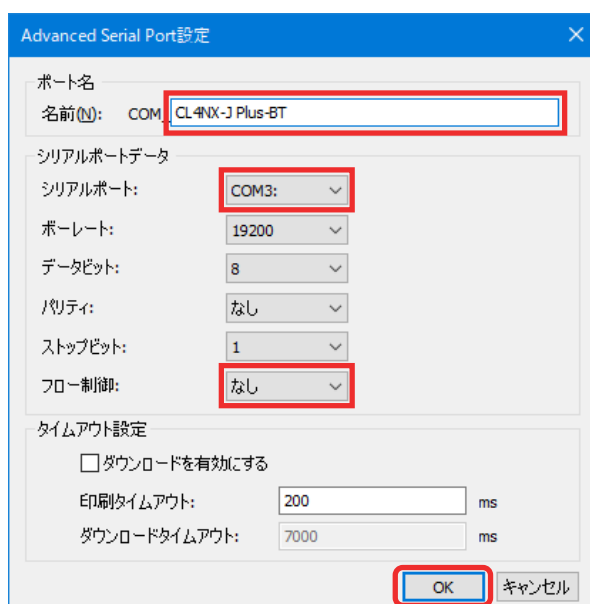 Advanced Serial Port設定
ポート名
名前(N): COM_ CL4NX-J Plus-BT
シリアルポートデータ
シリアルポート: COM3:
ボーレート: 19200
データビット: 8
パリティ: なし
ストップビット: 1
フロー制御: なし
タイムアウト設定
ダウンロードを有効にする
印刷タイムアウト: 200 ms
ダウンロードタイムアウト: 7000 ms
OK キャンセル